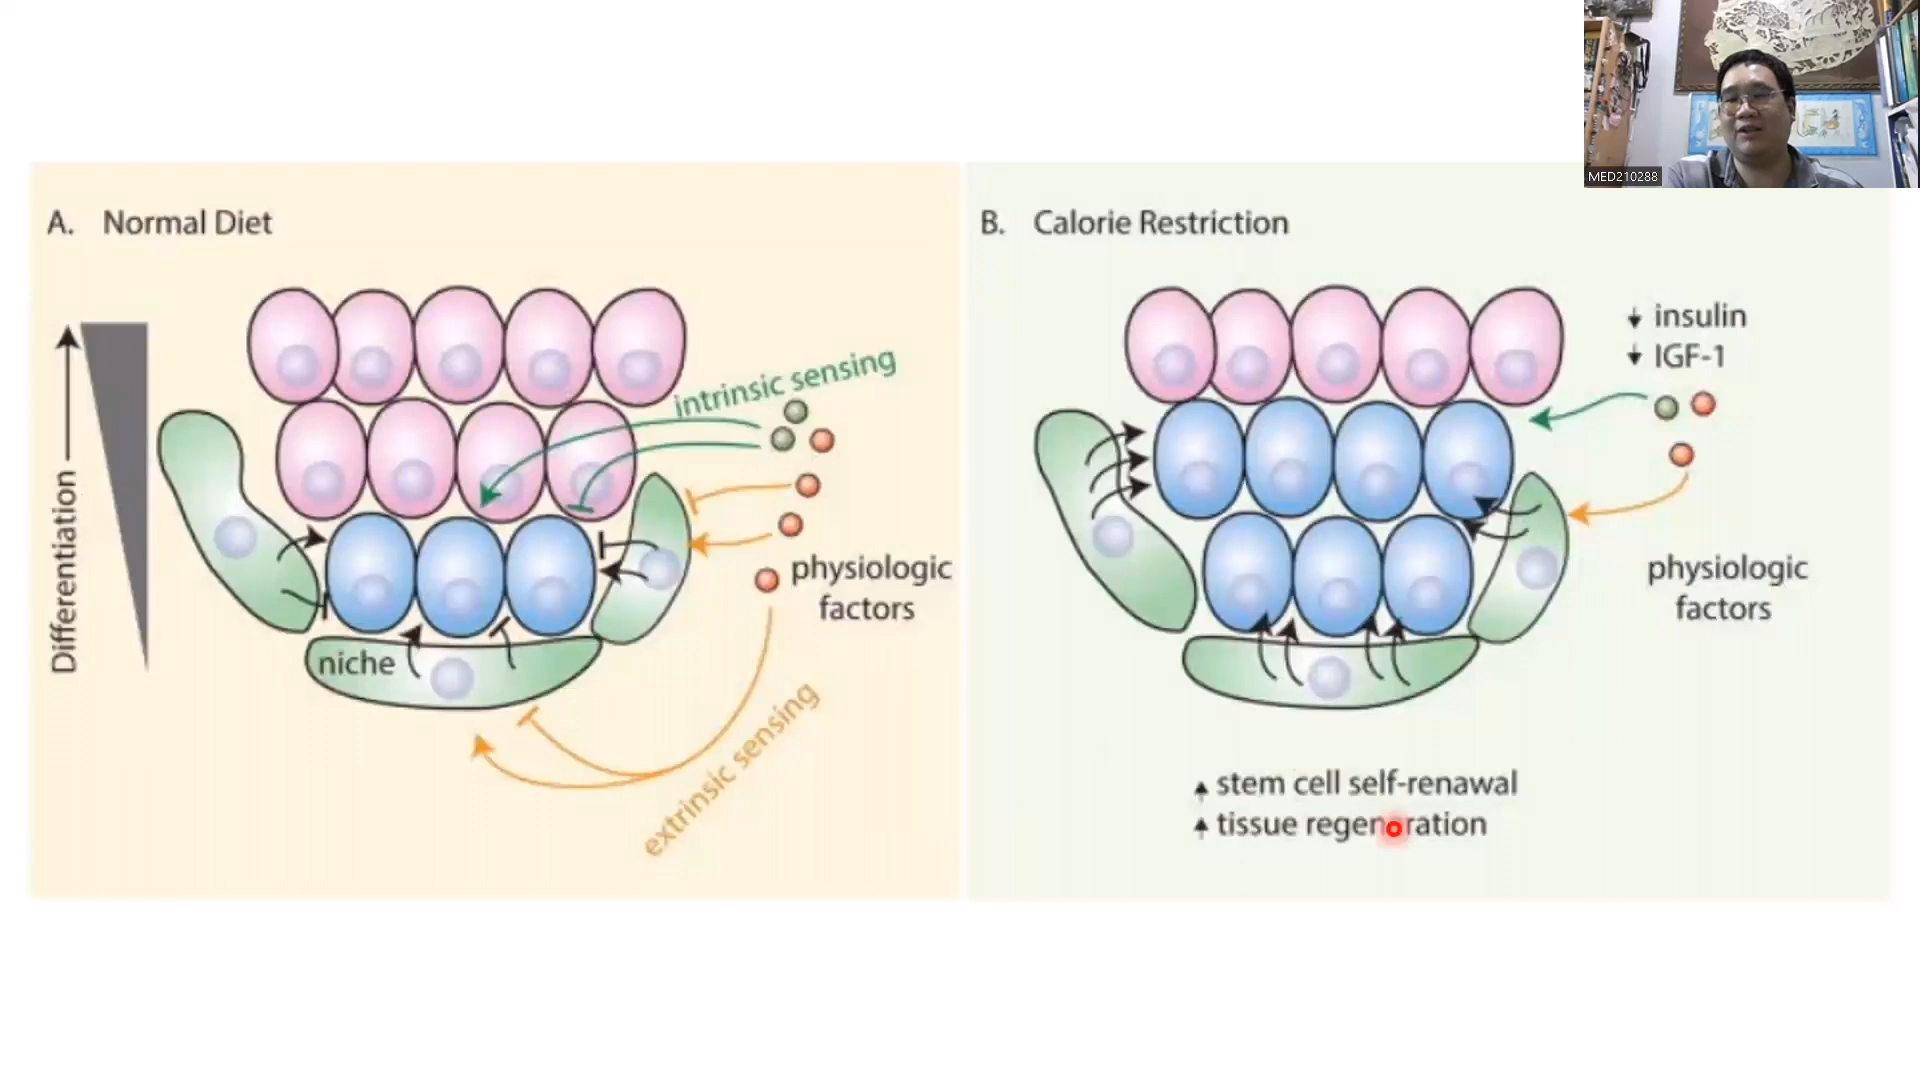 MED210288
A. Normal Diet
Differentiation
intrinsic sensing
physiologic
factors
niche
extrinsic sensing
B. Calorie Restriction
insulin
IGF-1
physiologic
factors
stem cell self-renawal
tissue regeneration